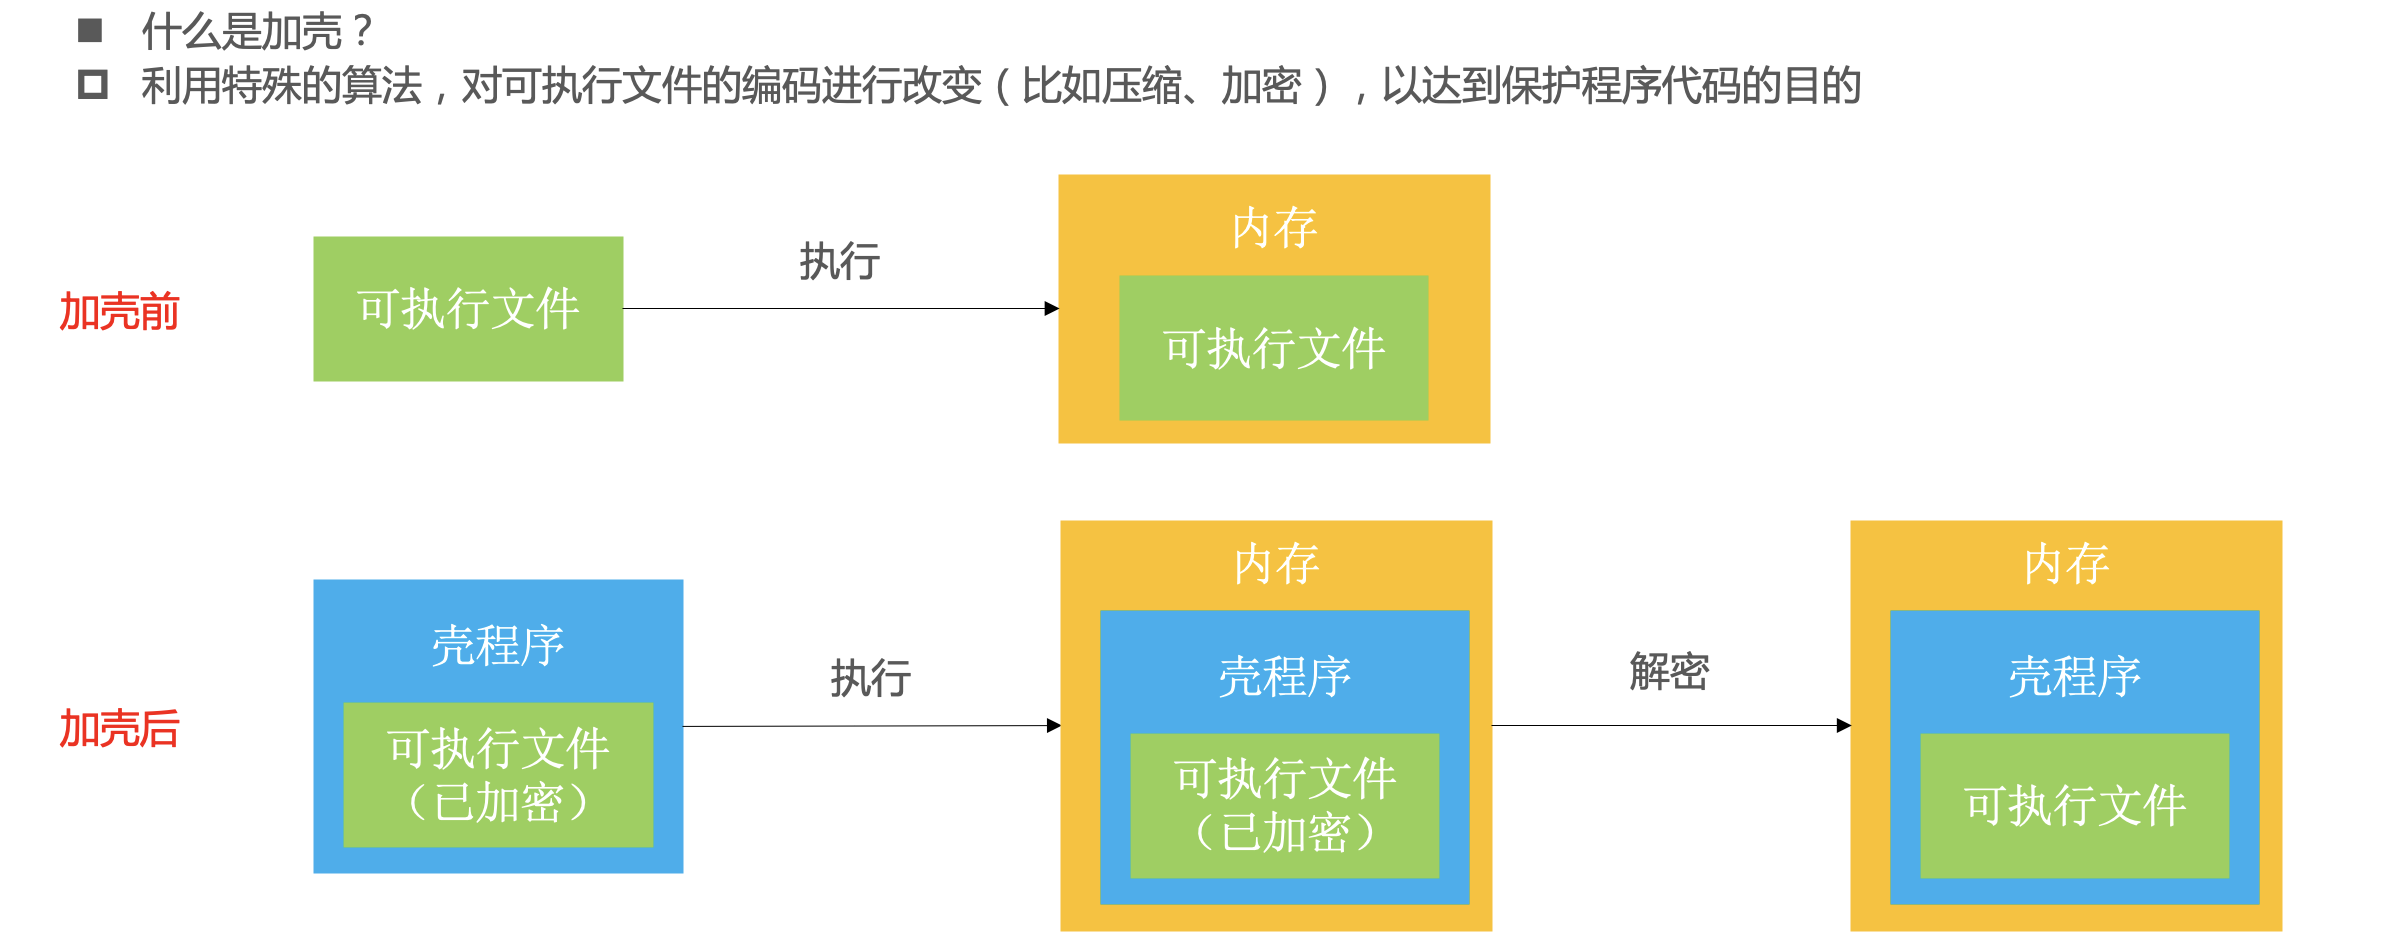 什么是加壳？
利用特殊的算法，对可执行文件的编码进行改变（比如压缩、加密），以达到保护程序代码的目的
加壳前
可执行文件
执行
内存
可执行文件
加壳后
壳程序
可执行文件
（已加密）
执行
内存
壳程序
可执行文件
（已加密）
解密
内存
壳程序
可执行文件